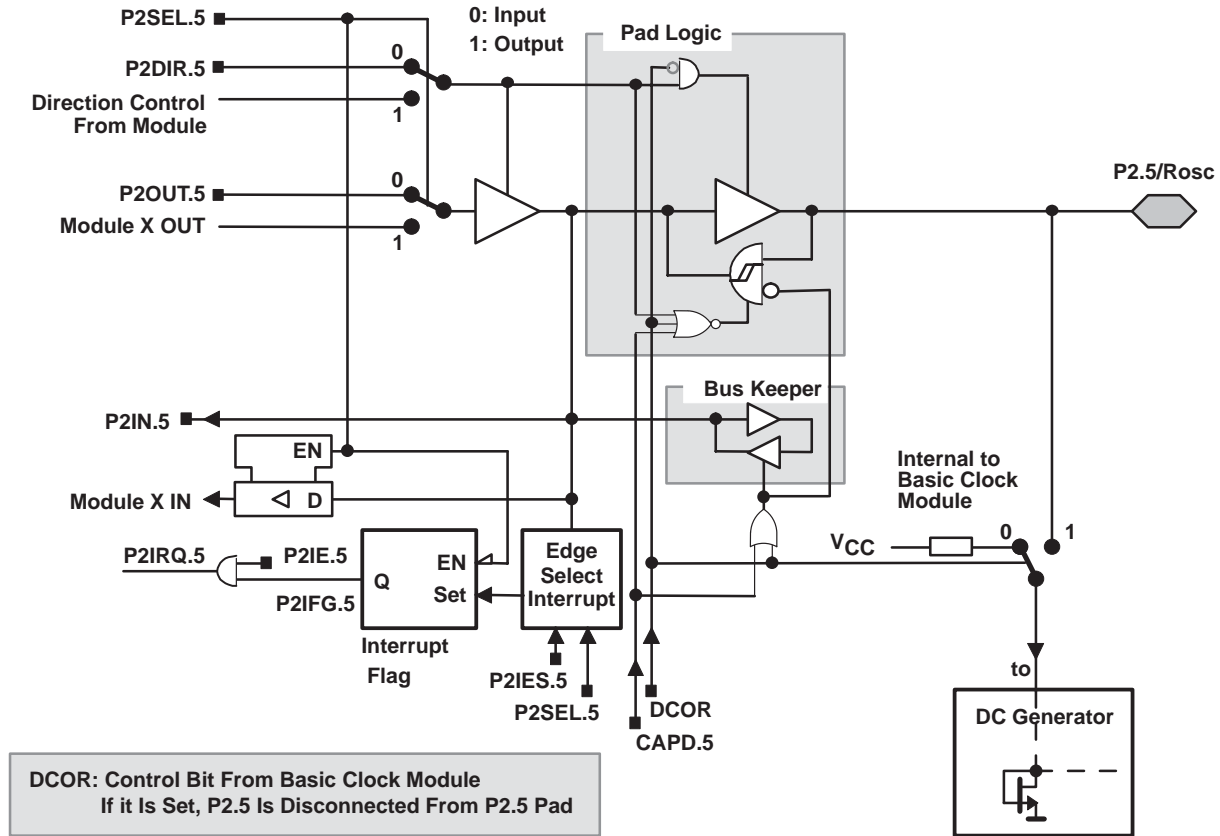 P2SEL.5
0: Input
1: Output
Pad Logic
P2DIR.5
0
Direction Control
From Module
1
P2.5/Rosc
P2OUT.5
0
Module X OUT
1
Bus Keeper
P2IN.5
EN
Internal to
Basic Clock
Module
Module X IN
D
0
1
VCC
P2IRQ.5
P2IE.5
EN
Edge
Select
Interrupt
Q
Set
P2IFG.5
Interrupt
Flag
P2IES.5
P2SEL.5
DCOR
CAPD.5
to
DC Generator
DCOR: Control Bit From Basic Clock Module
If it Is Set, P2.5 Is Disconnected From P2.5 Pad